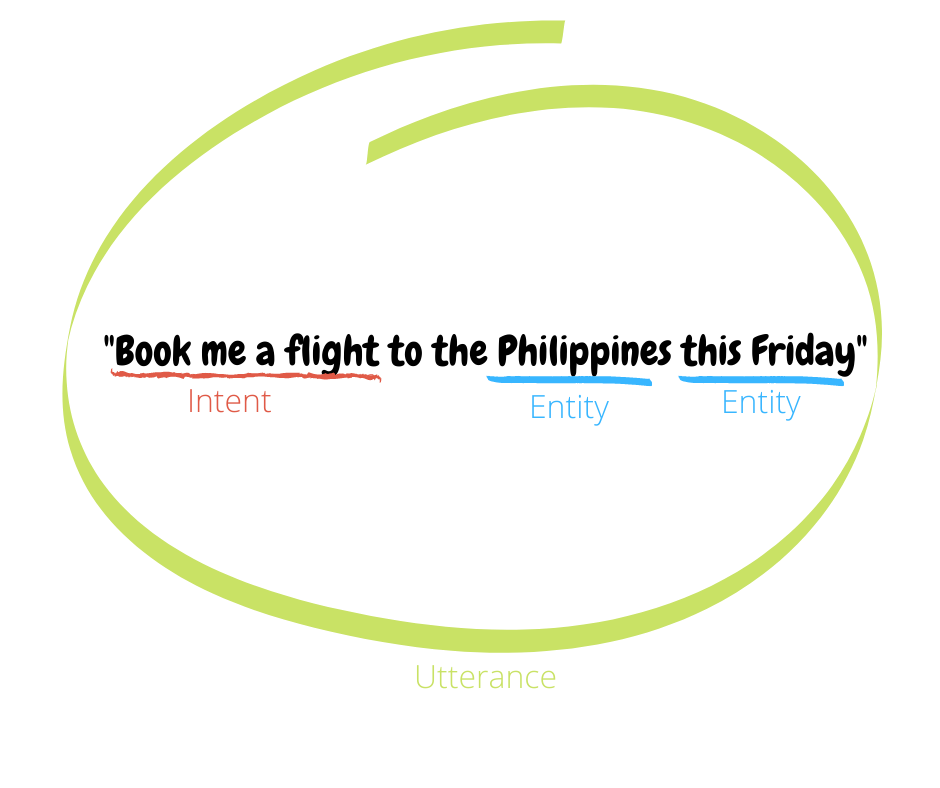 "Book me a flight to the Philippines this Friday"
Intent
Entity
Entity
Utterance